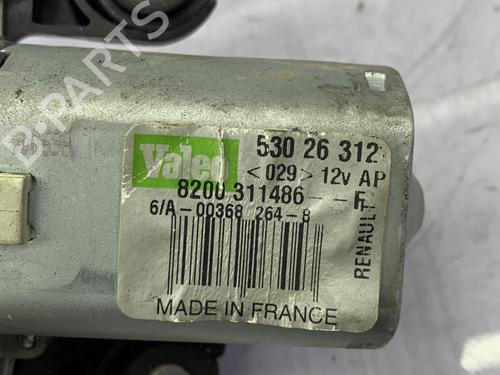 B-PARTS
Valeo
530 26 312
<029> 12v AP
8200 311486--F
6/A-00368 264-8
RENAULT
MADE IN FRANCE